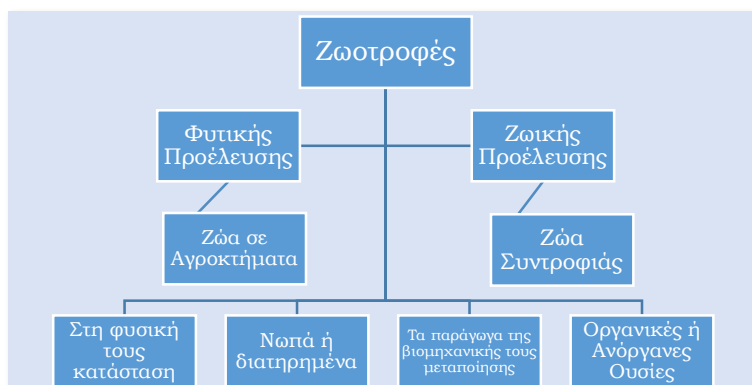 Ζωοτροφές
Φυτικής
Προέλευσης
Ζωικής
Προέλευσης
Ζώα σε
Αγροκτήματα
Ζώα
Συντροφιάς
Στη φυσική
τους
κατάσταση
Νωπά ή
διατηρημένα
Τα παράγωγα της
βιομηχανικής τους
μεταποίησης
Οργανικές ή
Ανόργανες
Ουσίες